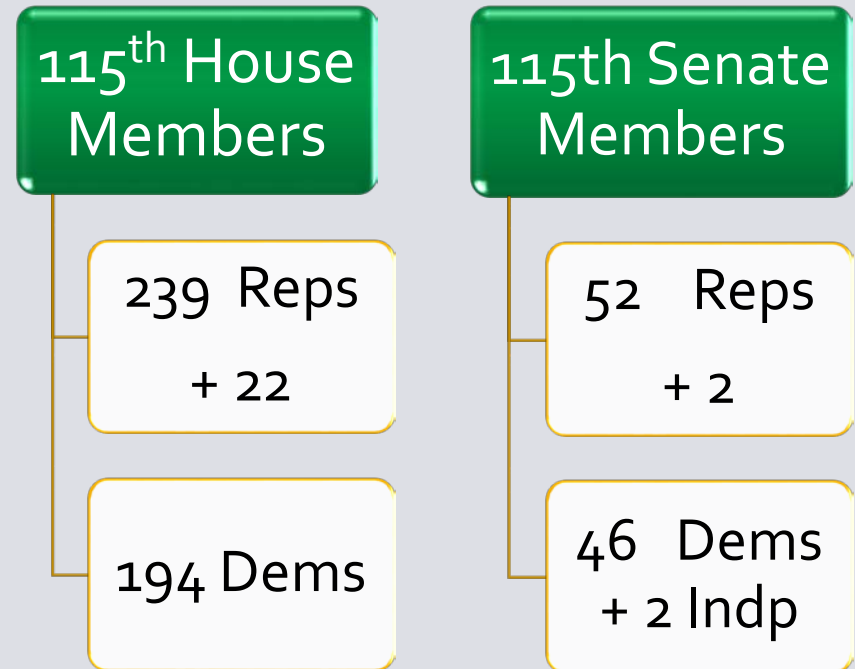 115th House
Members
239 Reps
+ 22
194 Dems
115th Senate
Members
52 Reps
+ 2
46 Dems
+ 2 Indp